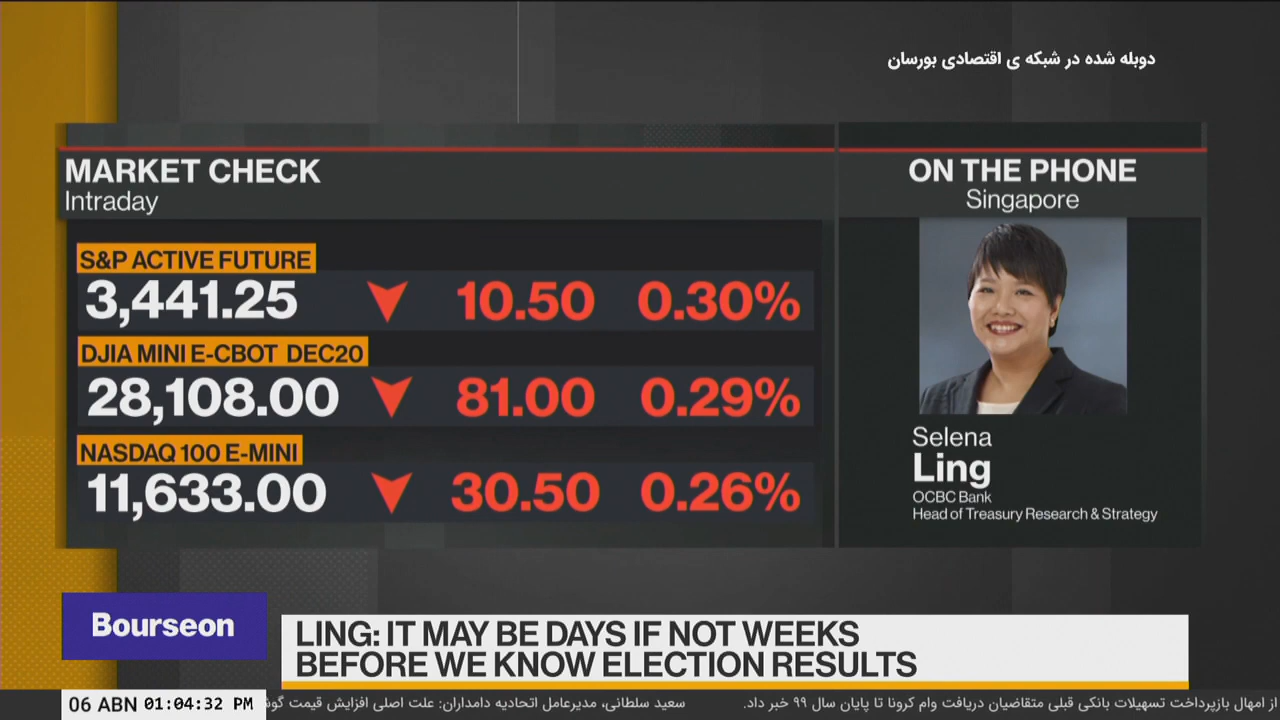 دوبله شده در شبکه ی اقتصادی بورسان
MARKET CHECK
Intraday
S&P ACTIVE FUTURE
3,441.25 10.50 0.30%
DJIA MINI E-CBOT DEC20
28,108.00 81.00 0.29%
NASDAQ 100 E-MINI
11,633.00 30.50 0.26%
ON THE PHONE
Singapore
Selena
Ling
OCBC Bank
Head of Treasury Research & Strategy
Bourseon
LING: IT MAY BE DAYS IF NOT WEEKS
BEFORE WE KNOW ELECTION RESULTS
06 ABN 01:04:32 PM
از امهال بازپرداخت تسهیلات بانکی قبلی متقاضیان دریافت وام کرونا تا پایان سال ۹۹ خبر داد. سعید سلطانی، مدیرعامل اتحادیه دامداران: علت اصلی افزایش قیمت